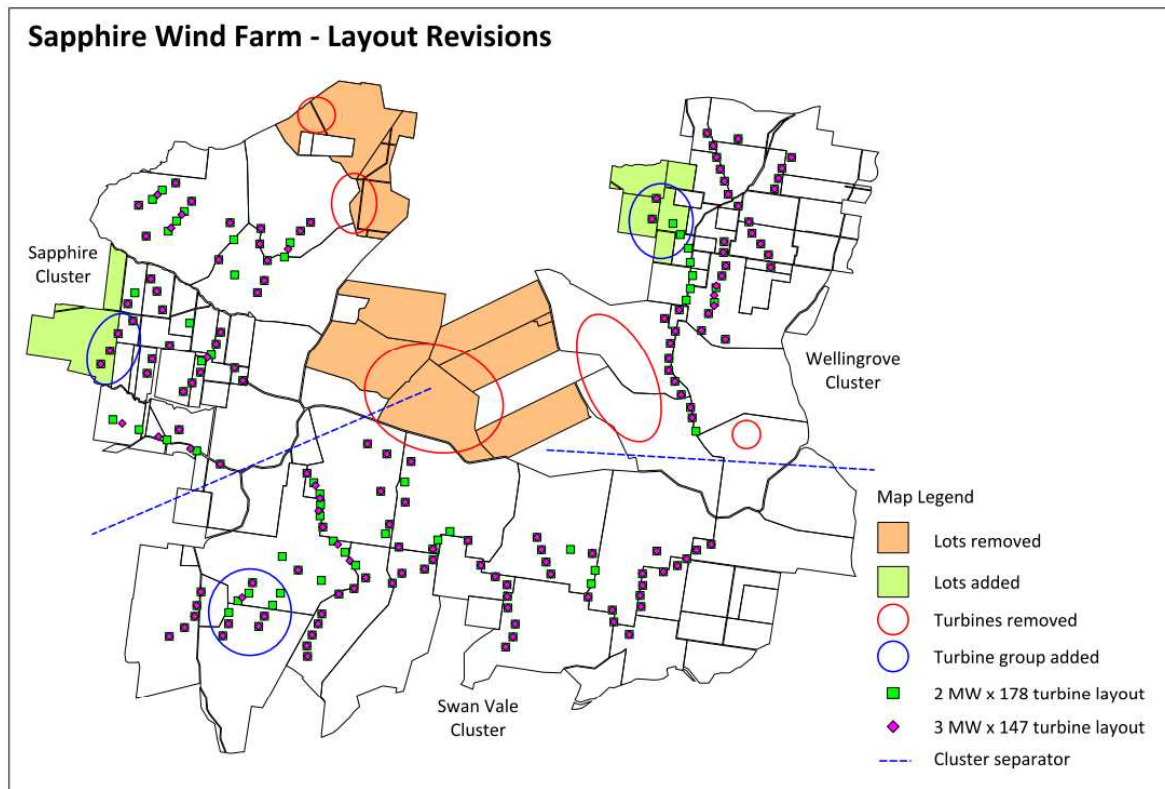 Sapphire Wind Farm - Layout Revisions
Sapphire
Cluster
Wellingrove
Cluster
Swan Vale
Cluster
Map Legend
Lots removed
Lots added
Turbines removed
Turbine group added
2 MW x 178 turbine layout
3 MW x 147 turbine layout
Cluster separator